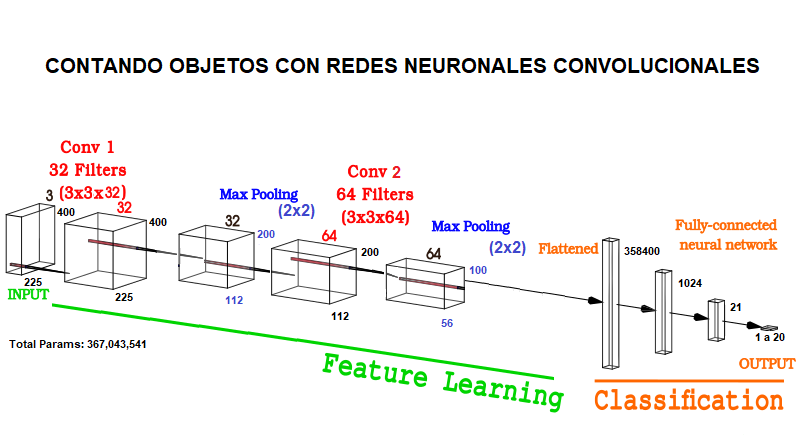 CONTANDO OBJETOS CON REDES NEURONALES CONVOLUCIONALES
Conv 1
32 Filters
(3x3x32)
3
400
32
400
225
225
INPUT
Max Pooling
(2x2)
32
200
112
Conv 2
64 Filters
(3x3x64)
64
200
112
Max Pooling
(2x2)
64
100
56
Flattened
358400
Fully-connected
neural network
1024
21
1 a 20
OUTPUT
Total Params: 367,043,541
Feature Learning
Classification